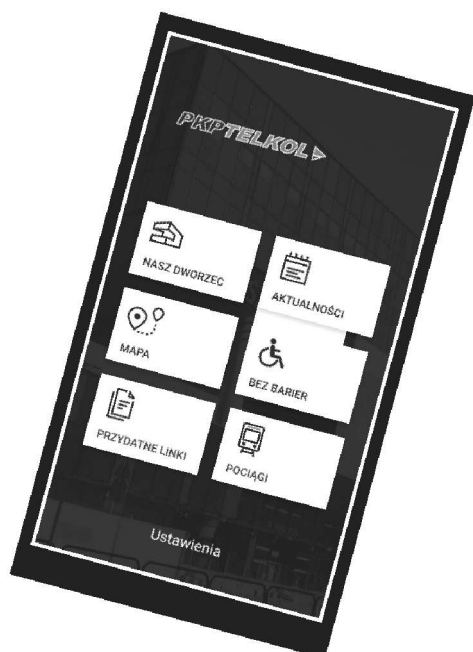 PKPTELKOL
NASZ DWORZEC
AKTUALNOŚCI
MAPA
BEZ BARIER
PRZYDATNE LINKI
POCIĄGI
Ustawienia